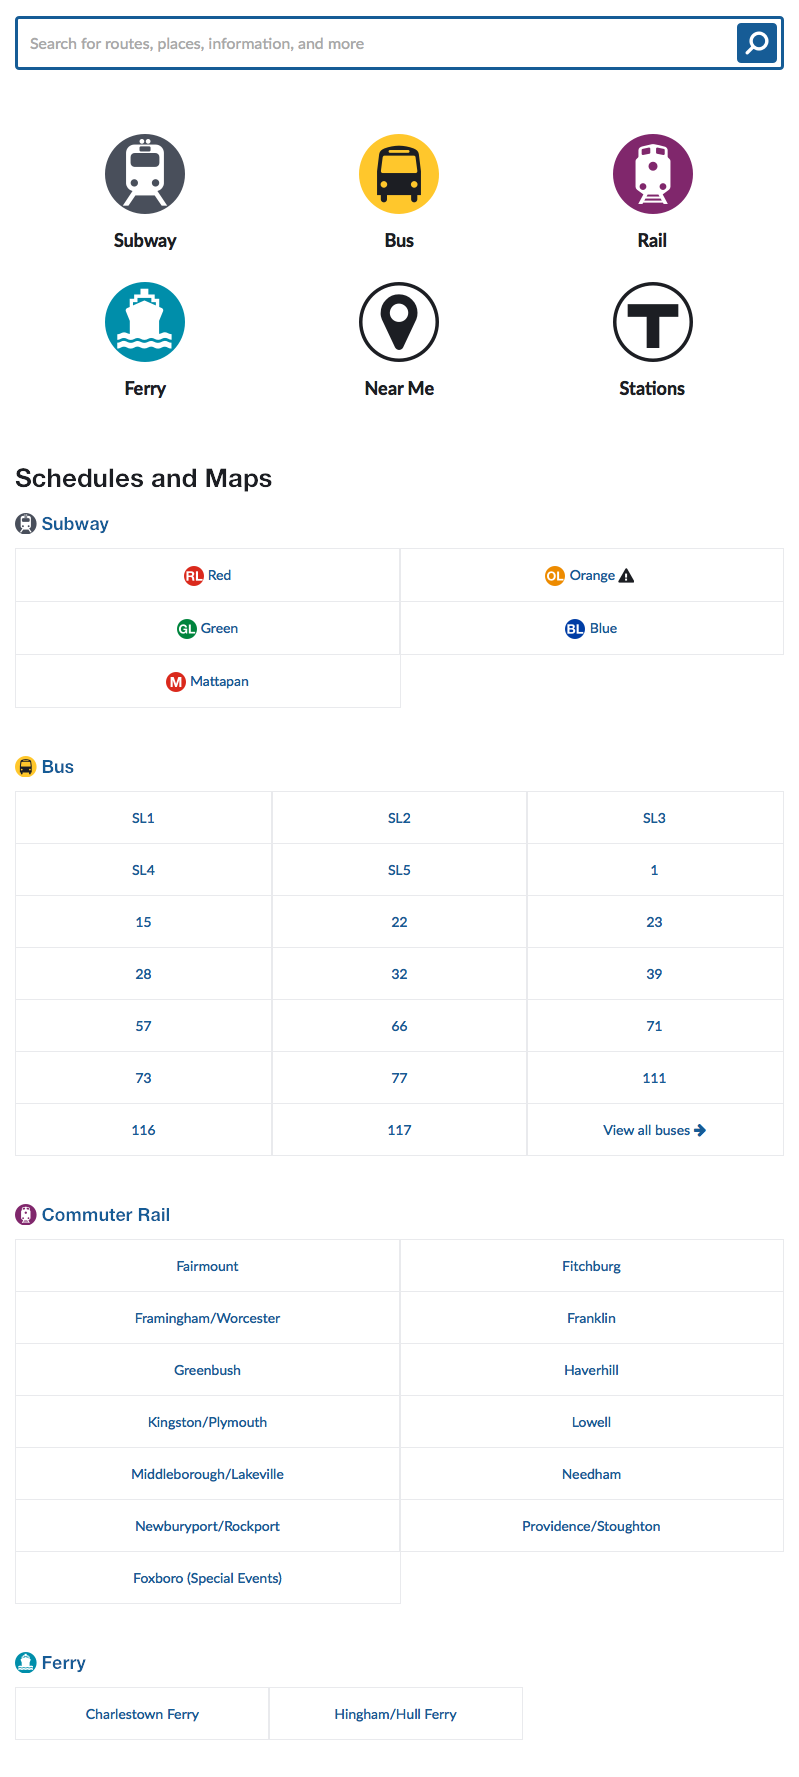 Search for routes, places, information, and more
Subway Bus Rail
T
Ferry Near Me Stations
Schedules and Maps
Subway
RL Red OL Orange
GL Green BL Blue
M Mattapan
Bus
SL1 SL2 SL3
SL4 SL5 1
15 22 23
28 32 39
57 66 71
73 77 111
116 117 View all buses
Commuter Rail
Fairmount Fitchburg
Framingham/Worcester Franklin
Greenbush Haverhill
Kingston/Plymouth Lowell
Middleborough/Lakeville Needham
Newburyport/Rockport Providence/Stoughton
Foxboro (Special Events)
Ferry
Charlestown Ferry Hingham/Hull Ferry